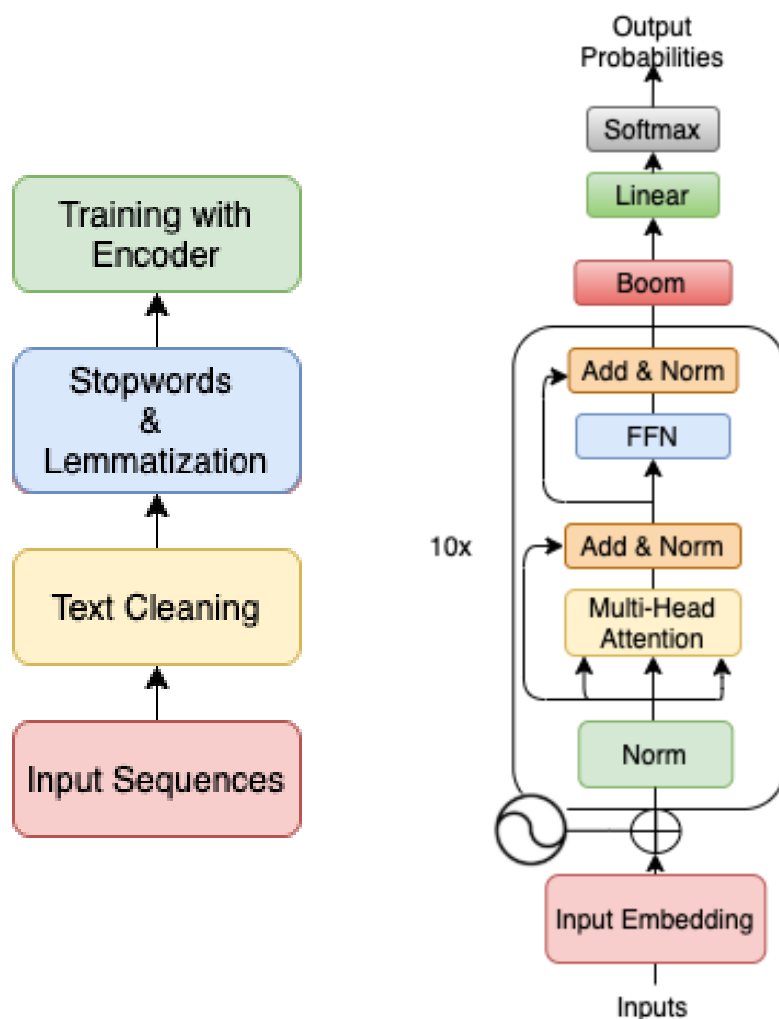 Training with
Encoder
Stopwords
&
Lemmatization
Text Cleaning
Input Sequences
Output
Probabilities
Softmax
Linear
Boom
Add & Norm
FFN
10x
Add & Norm
Multi-Head
Attention
Norm
Input Embedding
Inputs